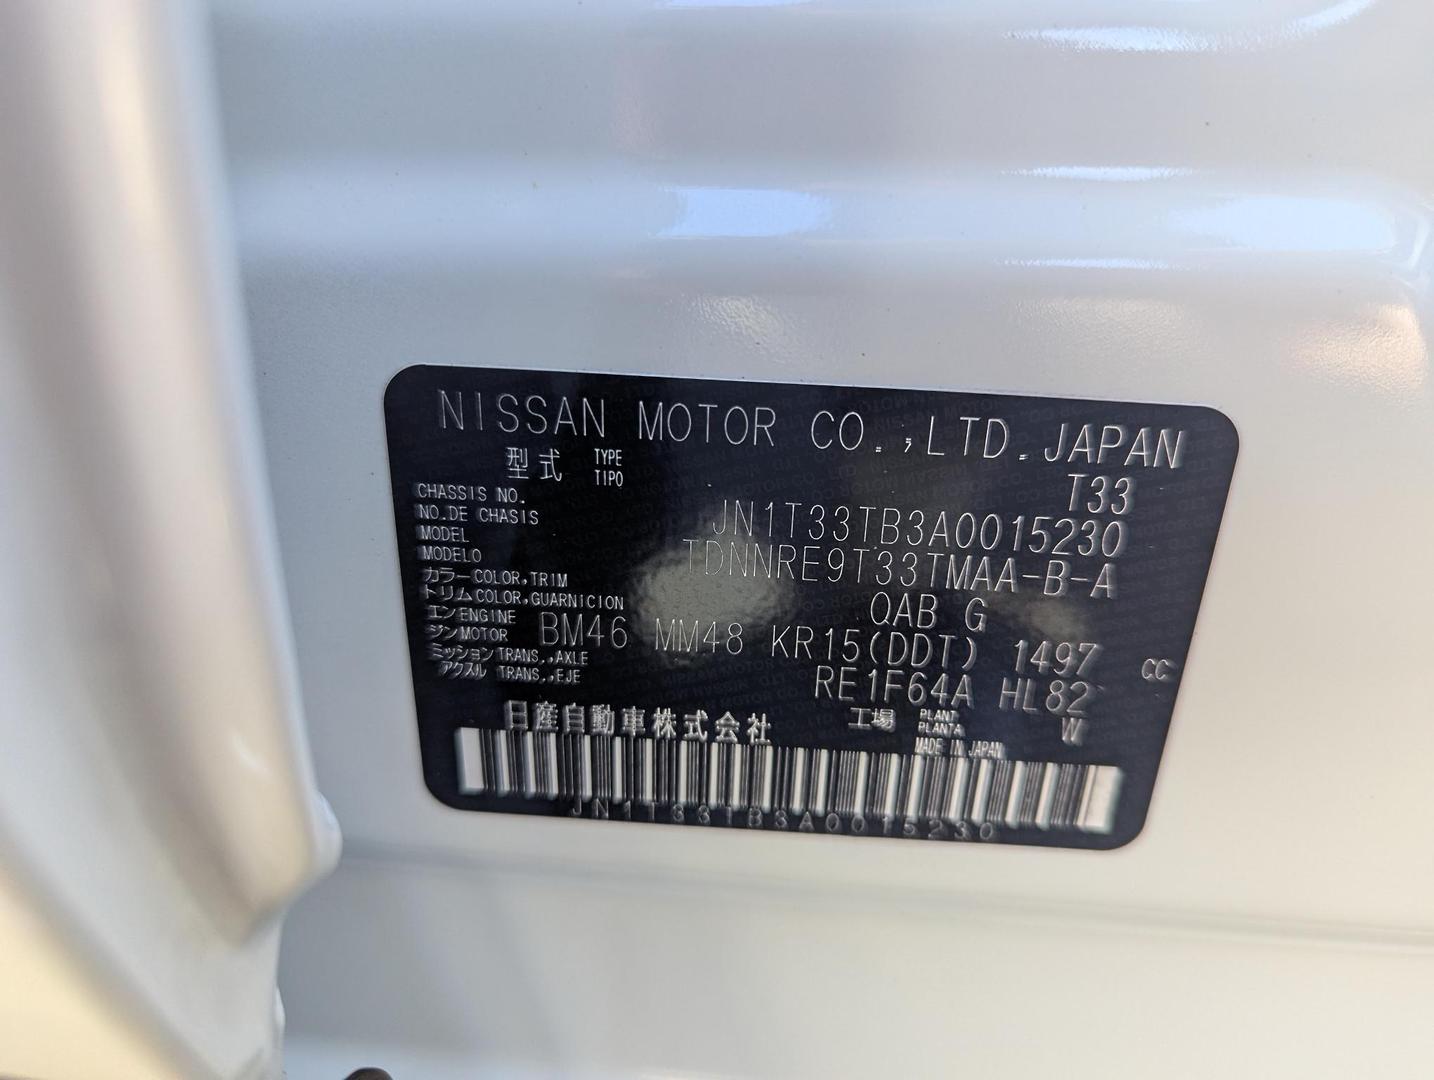 NISSAN MOTOR CO.,LTD.JAPAN
型式 TYPE TIPO T33
CHASSIS NO.
NO.DE CHASIS JN1T33TB3A0015230
MODEL
MODELO TDNNRE9T33TMAA-B-A
カラー COLOR,TRIM
トリム COLOR,GUARNICION QAB G
エン ENGINE
ジン MOTOR BM46 MM48 KR15(DDT) 1497 CC
ミッション TRANS.,AXLE
アクスル TRANS.,EJE RE1F64A HL82
日産自動車株式会社 工場 PLANT PLANTA W
MADE IN JAPAN
JN1T33TB3A0015230